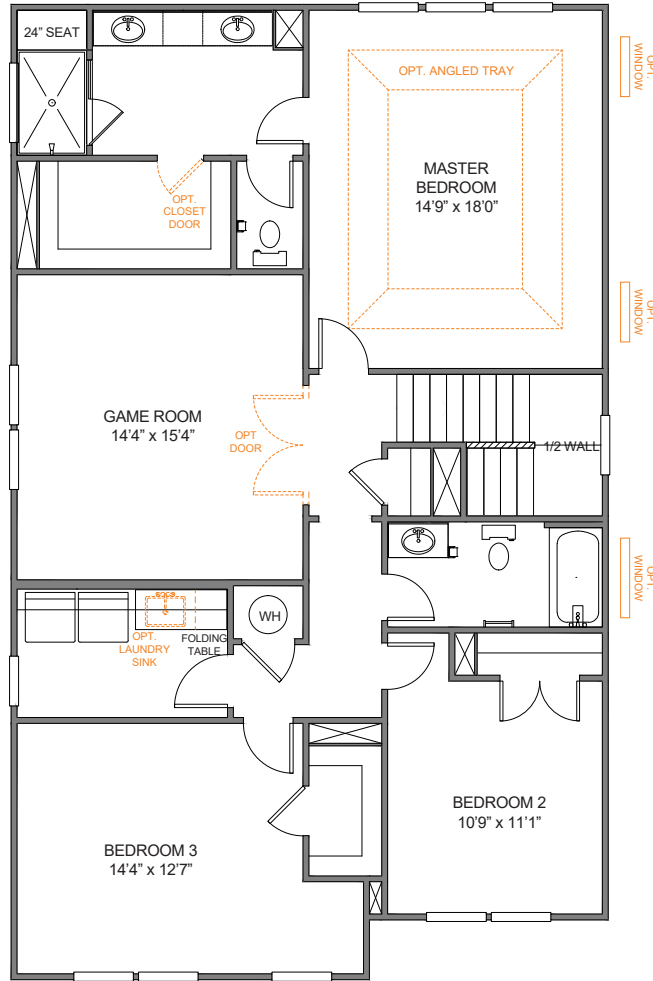 24” SEAT
OPT. ANGLED TRAY
OPT.
WINDOW
MASTER
BEDROOM
14'9” x 18'0”
OPT.
CLOSET
DOOR
OPT.
WINDOW
GAME ROOM
14'4” x 15'4”
OPT
DOOR
1/2 WALL
OPT.
WINDOW
WH
OPT.
LAUNDRY
SINK
FOLDING
TABLE
BEDROOM 2
10'9” x 11'1”
BEDROOM 3
14'4” x 12'7”